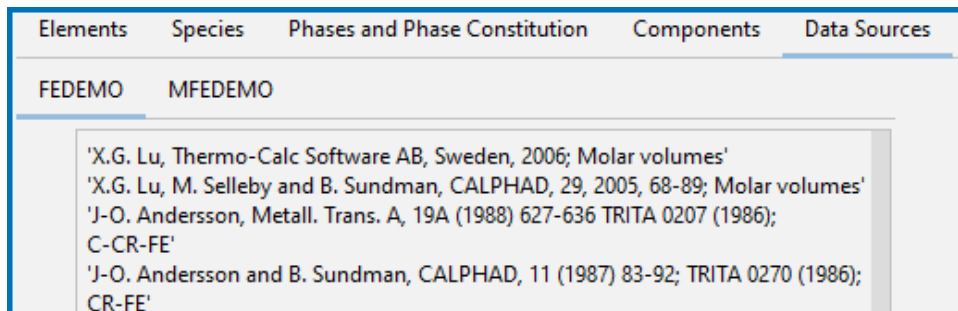 Elements Species Phases and Phase Constitution Components Data Sources
FEDEMO MFEDEMO
'X.G. Lu, Thermo-Calc Software AB, Sweden, 2006; Molar volumes'
'X.G. Lu, M. Selleby and B. Sundman, CALPHAD, 29, 2005, 68-89; Molar volumes'
'J-O. Andersson, Metall. Trans. A, 19A (1988) 627-636 TRITA 0207 (1986);
C-CR-FE'
'J-O. Andersson and B. Sundman, CALPHAD, 11 (1987) 83-92; TRITA 0270 (1986);
CR-FE'